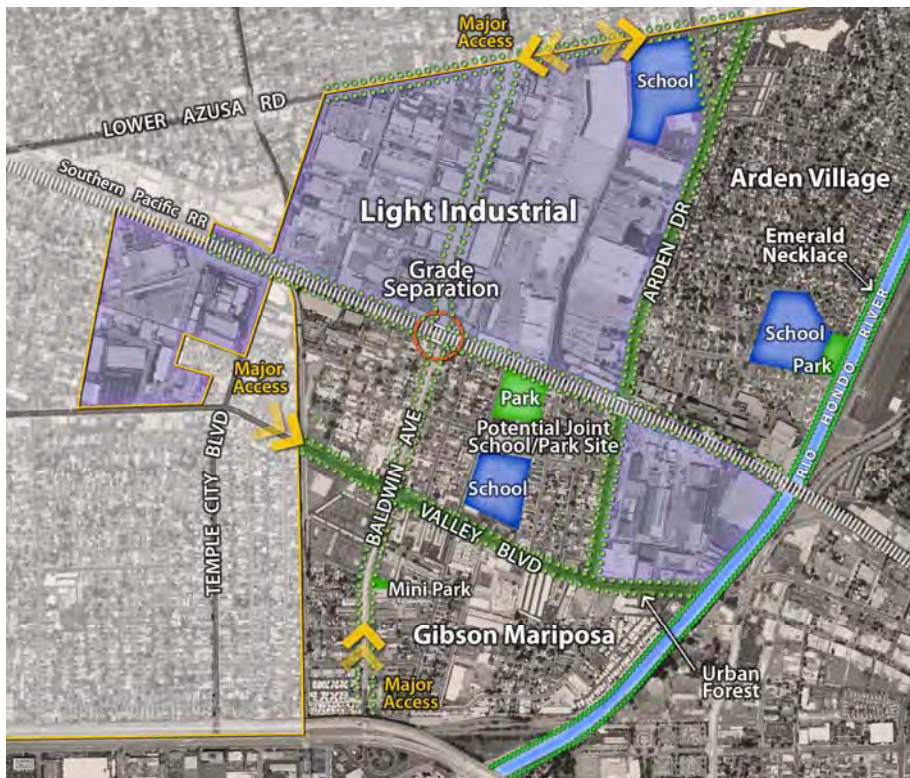 Major
Access
School
LOWER AZUSA RD
Southern Pacific RR
Arden Village
Light Industrial
ARDEN DR
Emerald
Necklace
Grade
Separation
School
Park
RIO HONDO RIVER
Major
Access
Park
Potential Joint
School/Park Site
School
TEMPLE CITY BLVD
BALDWIN AVE
VALLEY BLVD
Mini Park
Gibson Mariposa
Urban
Forest
Major
Access